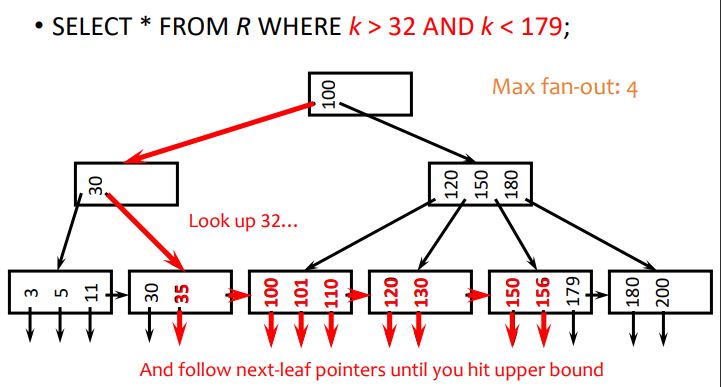 • SELECT * FROM R WHERE k > 32 AND k < 179;
Max fan-out: 4
100
30
120 150 180
Look up 32...
3 5 11 30 35 100 101 110 120 130 150 156 179 180 200
And follow next-leaf pointers until you hit upper bound